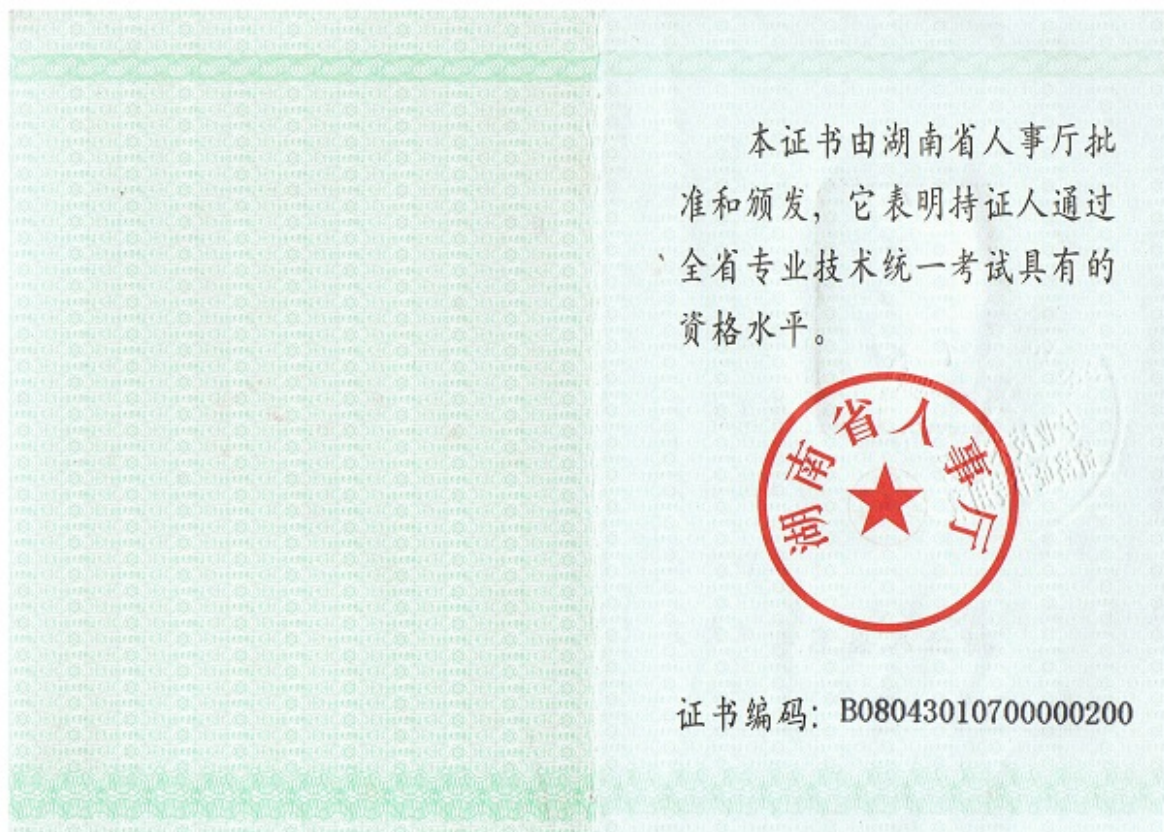 本证书由湖南省人事厅批
准和颁发，它表明持证人通过
全省专业技术统一考试具有的
资格水平。
湖南省人事厅
证书编码：B08043010700000200